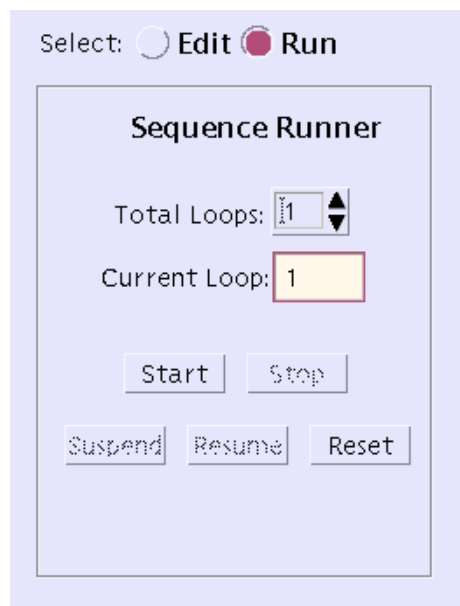 Select: Edit Run
Sequence Runner
Total Loops: 1
Current Loop: 1
Start Stop
Suspend Resume Reset